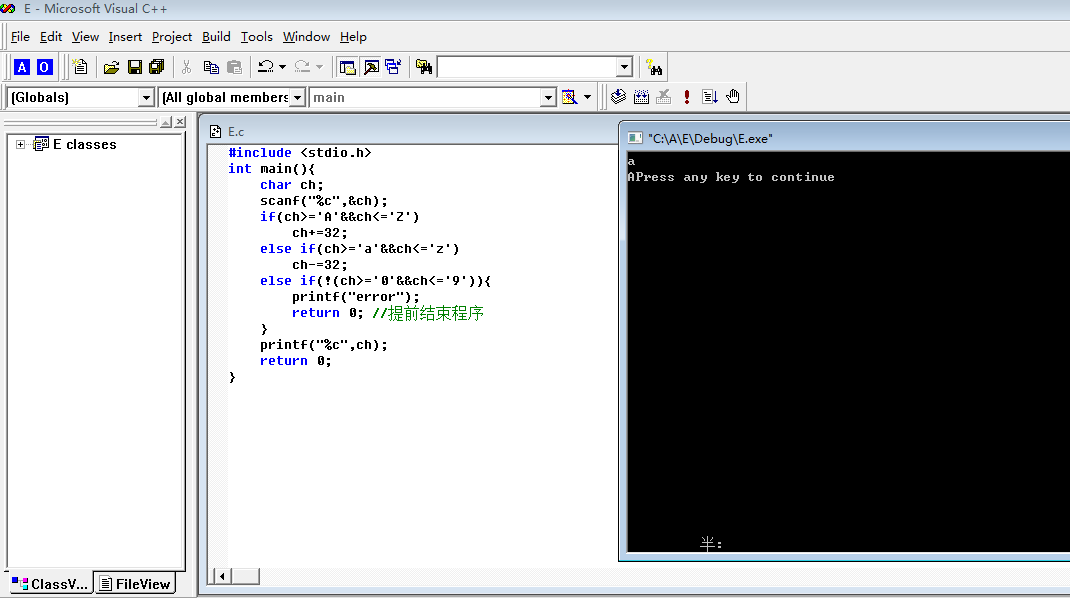 E - Microsoft Visual C++
File Edit View Insert Project Build Tools Window Help
A O
(Globals) (All global members main
E classes
E.c
#include <stdio.h>
int main(){
    char ch;
    scanf("%c",&ch);
    if(ch>='A'&&ch<='Z')
        ch+=32;
    else if(ch>='a'&&ch<='z')
        ch-=32;
    else if(!(ch>='0'&&ch<='9')){
        printf("error");
        return 0; //提前结束程序
    }
    printf("%c",ch);
    return 0;
}
"C:\A\E\Debug\E.exe"
a
APress any key to continue
半:
ClassV... FileView